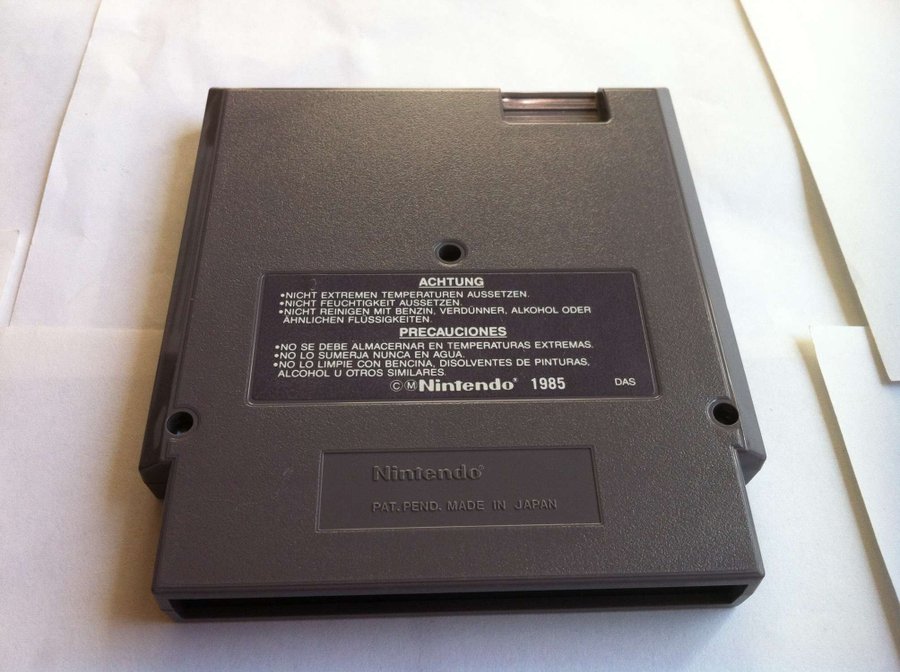 ACHTUNG
•NICHT EXTREMEN TEMPERATUREN AUSSETZEN.
•NICHT FEUCHTIGKEIT AUSSETZEN.
•NICHT REINIGEN MIT BENZIN, VERDÜNNER, ALKOHOL ODER
ÄHNLICHEN FLÜSSIGKEITEN.
PRECAUCIONES
•NO SE DEBE ALMACERNAR EN TEMPERATURAS EXTREMAS.
•NO LO SUMERJA NUNCA EN AGUA.
•NO LO LIMPIE CON BENCINA, DISOLVENTES DE PINTURAS,
ALCOHOL U OTROS SIMILARES.
ⒸⓂNintendo® 1985 DAS
Nintendo®
PAT. PEND. MADE IN JAPAN